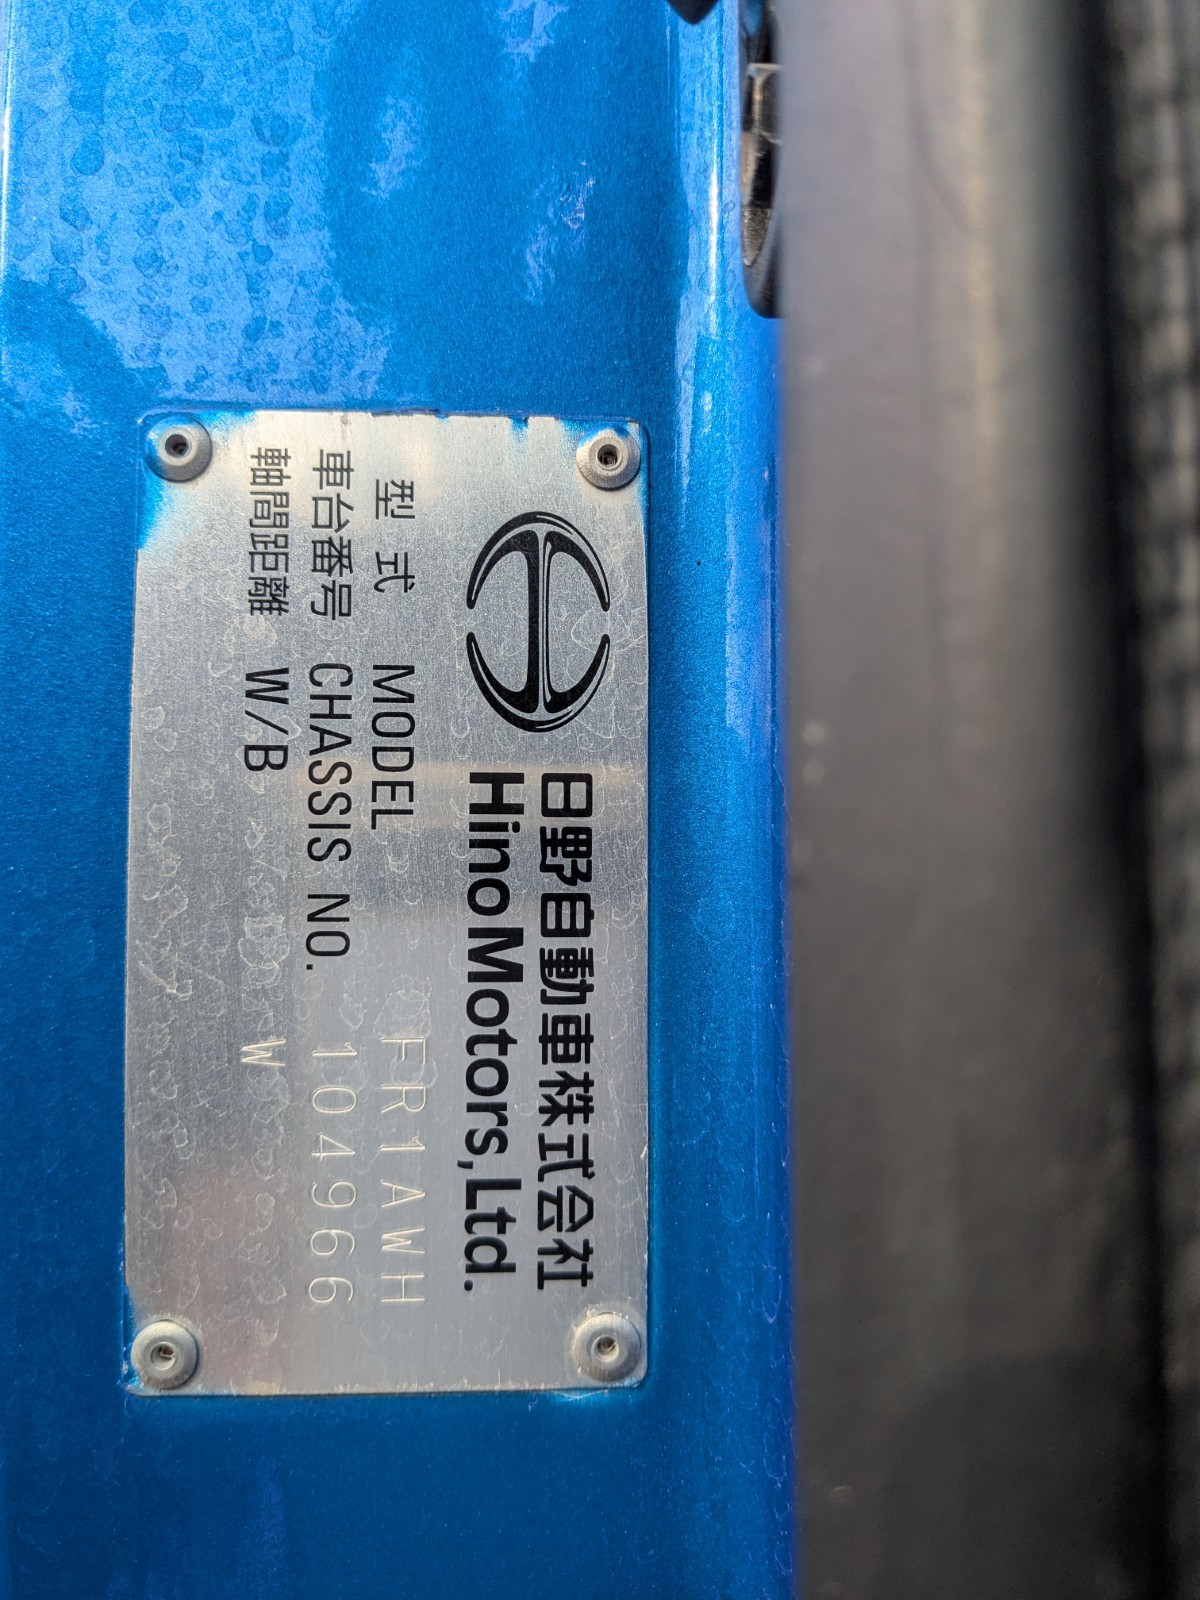 日野自動車株式会社
Hino Motors, Ltd.
型式 MODEL FR1AWH
車台番号 CHASSIS NO. 104966
軸間距離 W/B W